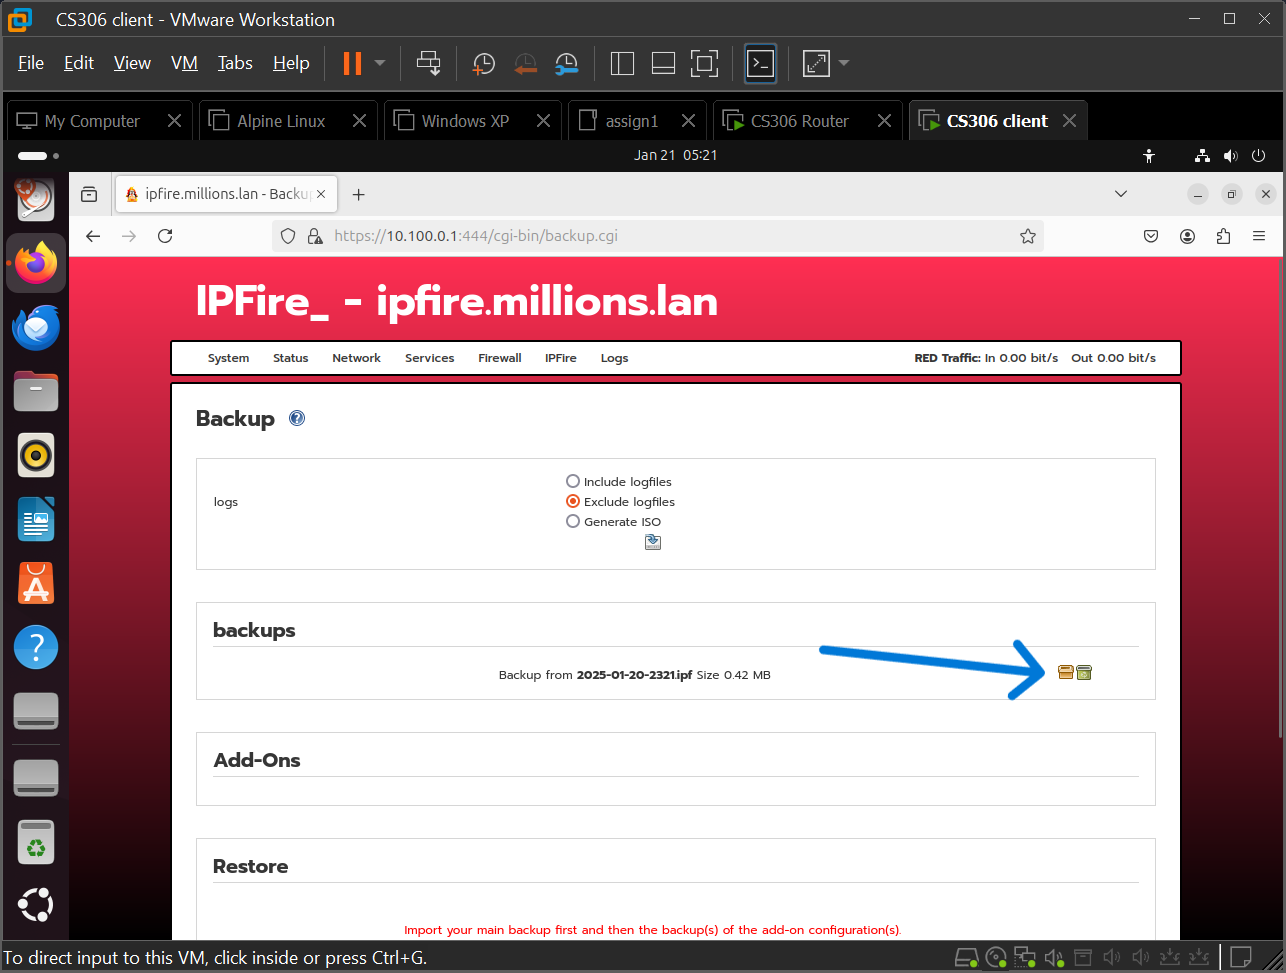 CS306 client - VMware Workstation
File Edit View VM Tabs Help
My Computer Alpine Linux Windows XP assign1 CS306 Router CS306 client
Jan 21 05:21
ipfire.millions.lan - Backup
https://10.100.0.1:444/cgi-bin/backup.cgi
IPFire_ - ipfire.millions.lan
System Status Network Services Firewall IPFire Logs RED Traffic: In 0.00 bit/s Out 0.00 bit/s
Backup ?
Include logfiles
logs Exclude logfiles
Generate ISO
backups
Backup from 2025-01-20-2321.ipf Size 0.42 MB
Add-Ons
Restore
Import your main backup first and then the backup(s) of the add-on configuration(s).
To direct input to this VM, click inside or press Ctrl+G.